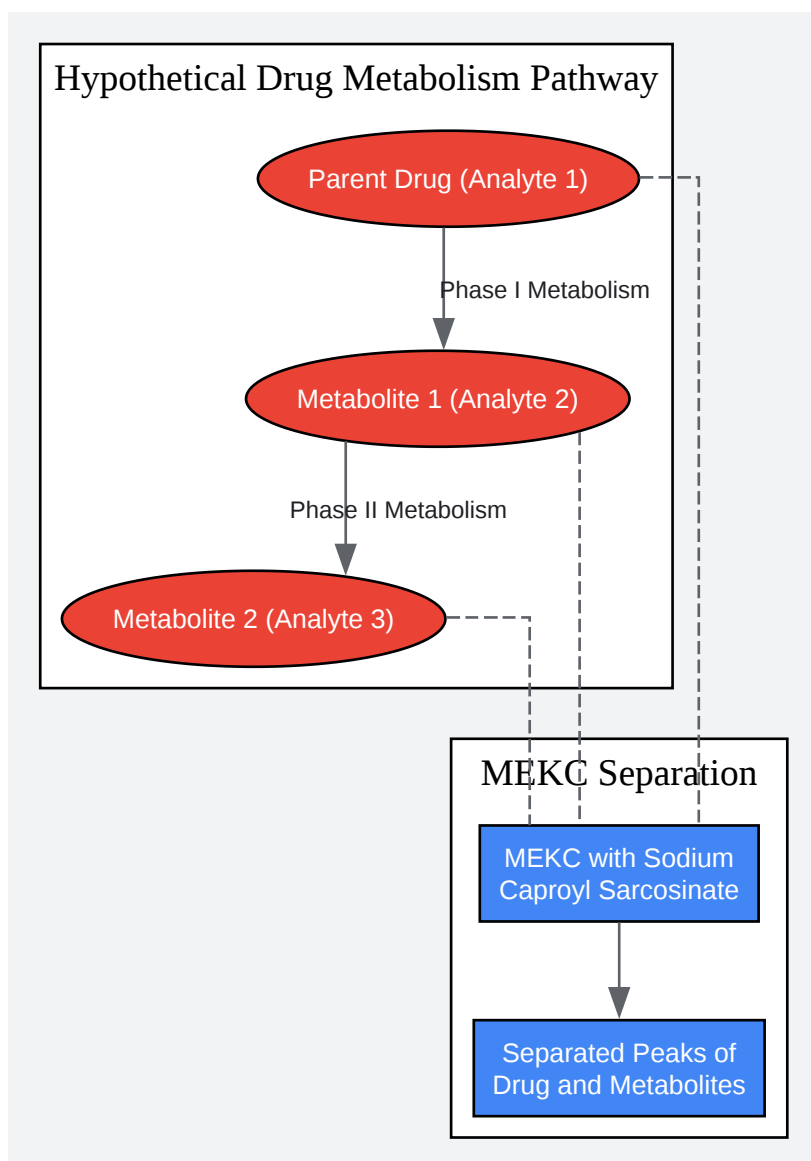 Hypothetical Drug Metabolism Pathway
Parent Drug (Analyte 1)
Phase I Metabolism
Metabolite 1 (Analyte 2)
Phase II Metabolism
Metabolite 2 (Analyte 3)
MEKC Separation
MEKC with Sodium
Caproyl Sarcosinate
Separated Peaks of
Drug and Metabolites